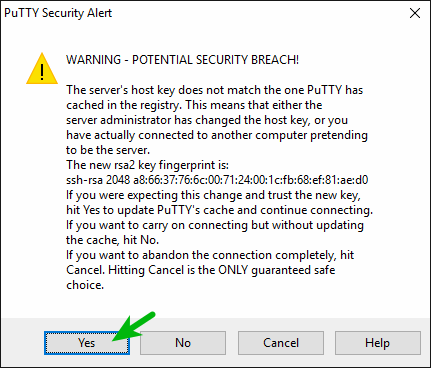 PuTTY Security Alert
WARNING - POTENTIAL SECURITY BREACH!
The server's host key does not match the one PuTTY has
cached in the registry. This means that either the
server administrator has changed the host key, or you
have actually connected to another computer pretending
to be the server.
The new rsa2 key fingerprint is:
ssh-rsa 2048 a8:66:37:76:6c:00:71:24:00:1c:fb:68:ef:81:ae:d0
If you were expecting this change and trust the new key,
hit Yes to update PuTTY's cache and continue connecting.
If you want to carry on connecting but without updating
the cache, hit No.
If you want to abandon the connection completely, hit
Cancel. Hitting Cancel is the ONLY guaranteed safe
choice.
Yes No Cancel Help